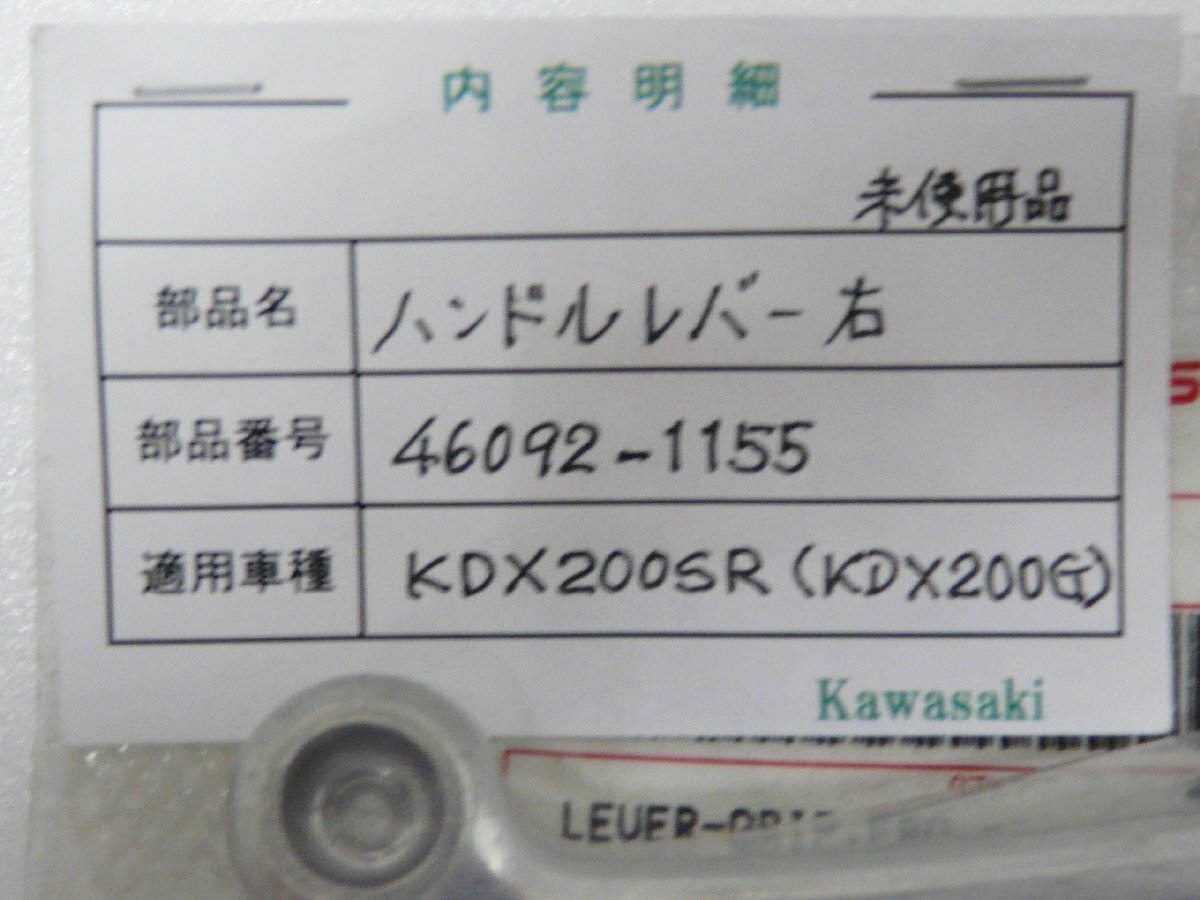 内容明細
未使用品
部品名 ハンドルレバー右
部品番号 46092-1155
適用車種 KDX200SR(KDX200G)
Kawasaki